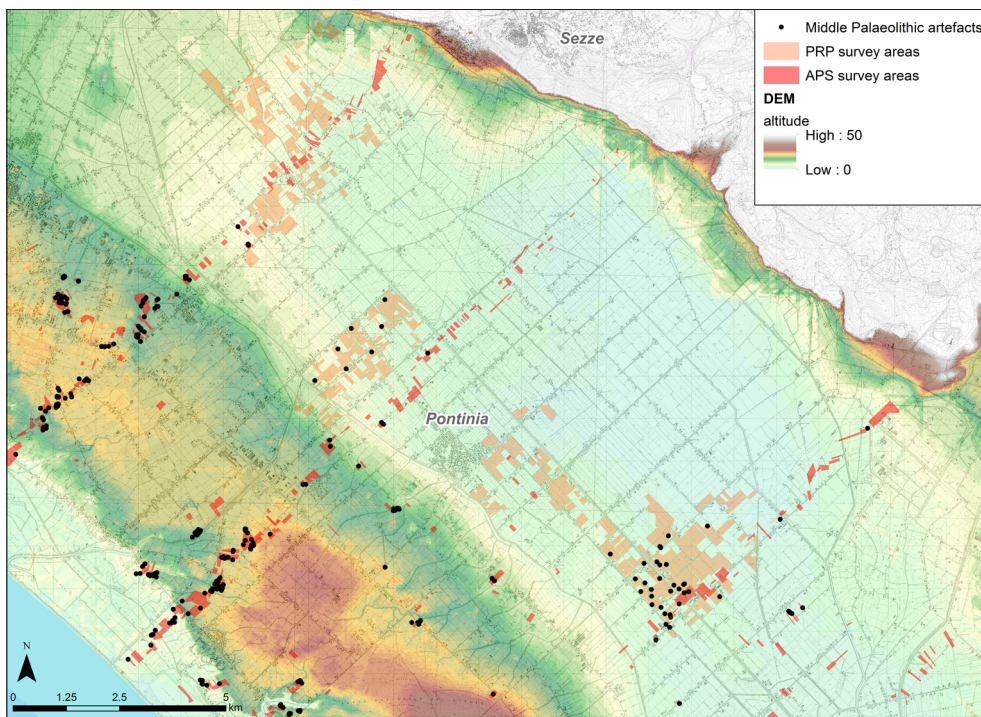 Sezze
Middle Palaeolithic artefacts
PRP survey areas
APS survey areas
DEM
altitude
High : 50
Low : 0
Pontinia
N
0 1.25 2.5 5
km